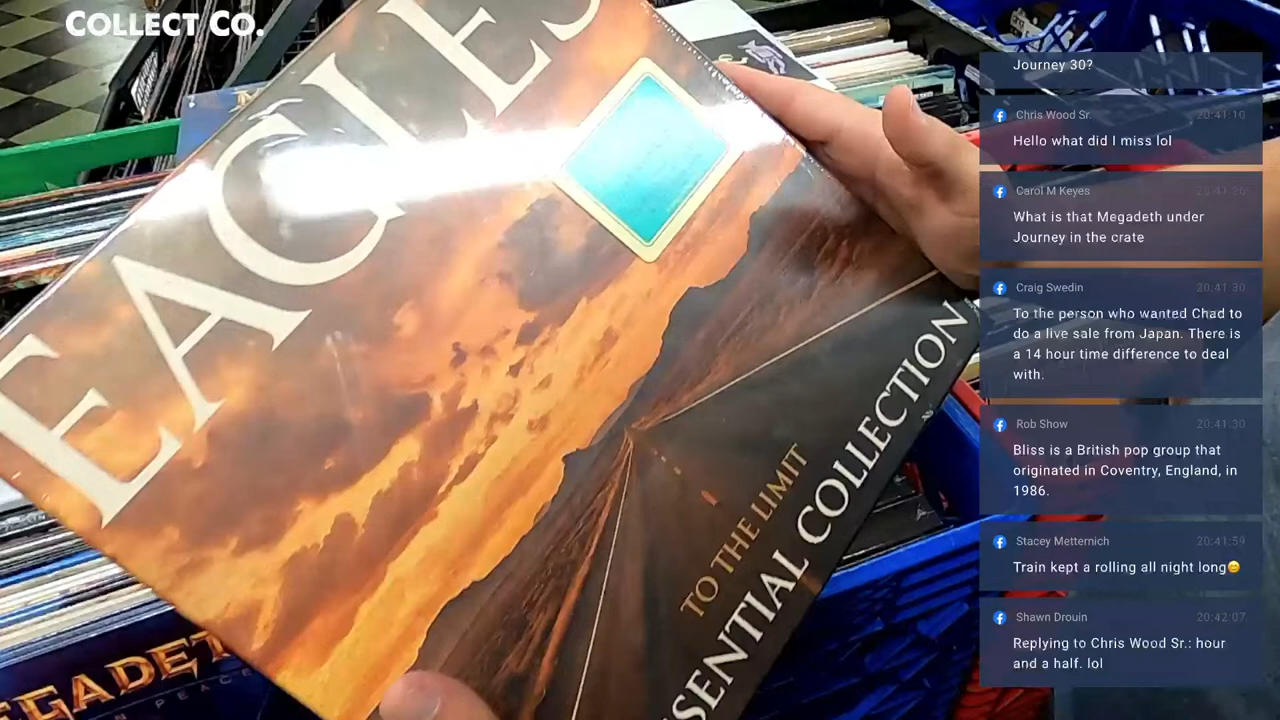 COLLECT CO.
EAGLES
TO THE LIMIT
ESSENTIAL COLLECTION
Journey 30?
Chris Wood Sr.
20:41:10
Hello what did I miss lol
Carol M Keyes
What is that Megadeth under
Journey in the crate
Craig Swedin
20:41:30
To the person who wanted Chad to
do a live sale from Japan. There is
a 14 hour time difference to deal
with.
Rob Show
20:41:30
Bliss is a British pop group that
originated in Coventry, England, in
1986.
Stacey Metternich
20:41:59
Train kept a rolling all night long😊
Shawn Drouin
20:42:07
Replying to Chris Wood Sr.: hour
and a half. lol